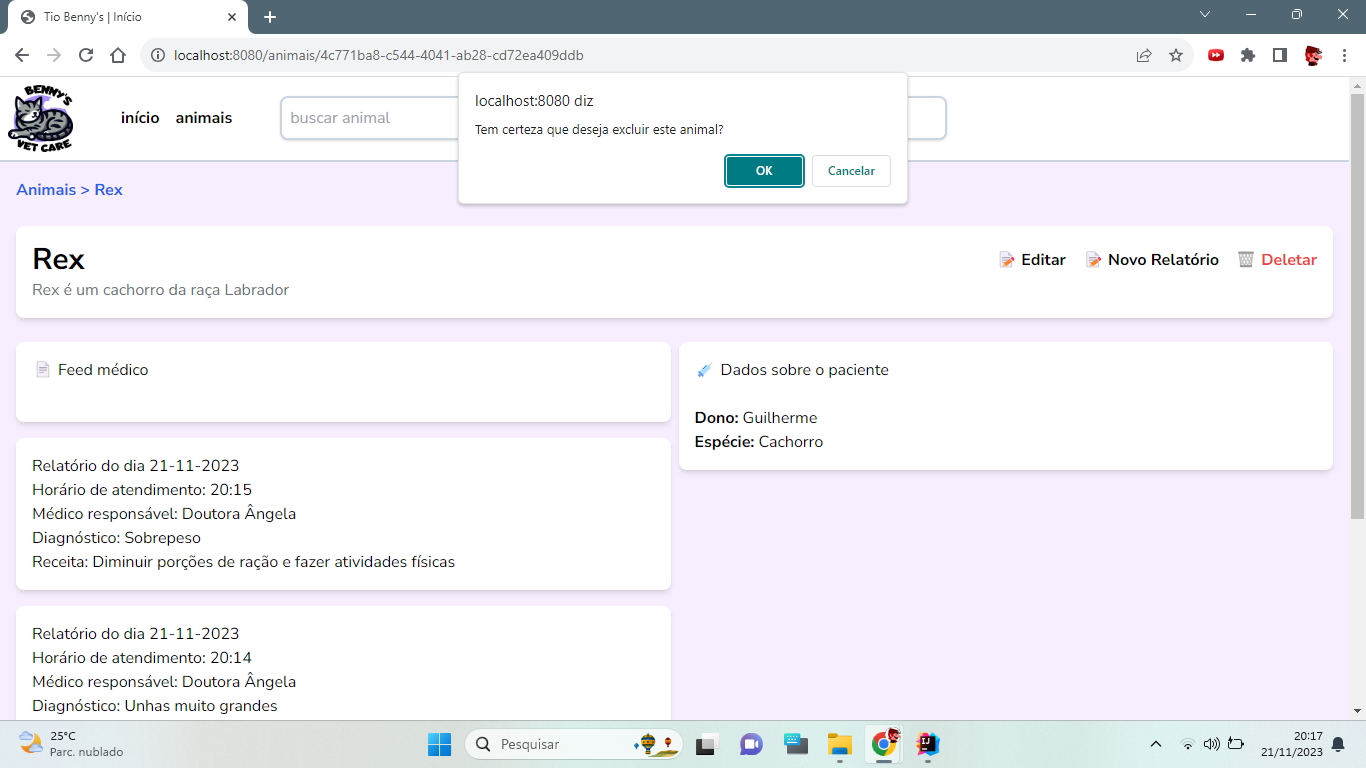 Tio Benny's | Início
localhost:8080/animais/4c771ba8-c544-4041-ab28-cd72ea409ddb
BENNY'S
VET CARE
início
animais
buscar animal
localhost:8080 diz
Tem certeza que deseja excluir este animal?
OK
Cancelar
Animais > Rex
Rex
Editar
Novo Relatório
Deletar
Rex é um cachorro da raça Labrador
Feed médico
Relatório do dia 21-11-2023
Horário de atendimento: 20:15
Médico responsável: Doutora Ângela
Diagnóstico: Sobrepeso
Receita: Diminuir porções de ração e fazer atividades físicas
Relatório do dia 21-11-2023
Horário de atendimento: 20:14
Médico responsável: Doutora Ângela
Diagnóstico: Unhas muito grandes
Dados sobre o paciente
Dono: Guilherme
Espécie: Cachorro
25°C
Parc. nublado
Pesquisar
20:17
21/11/2023